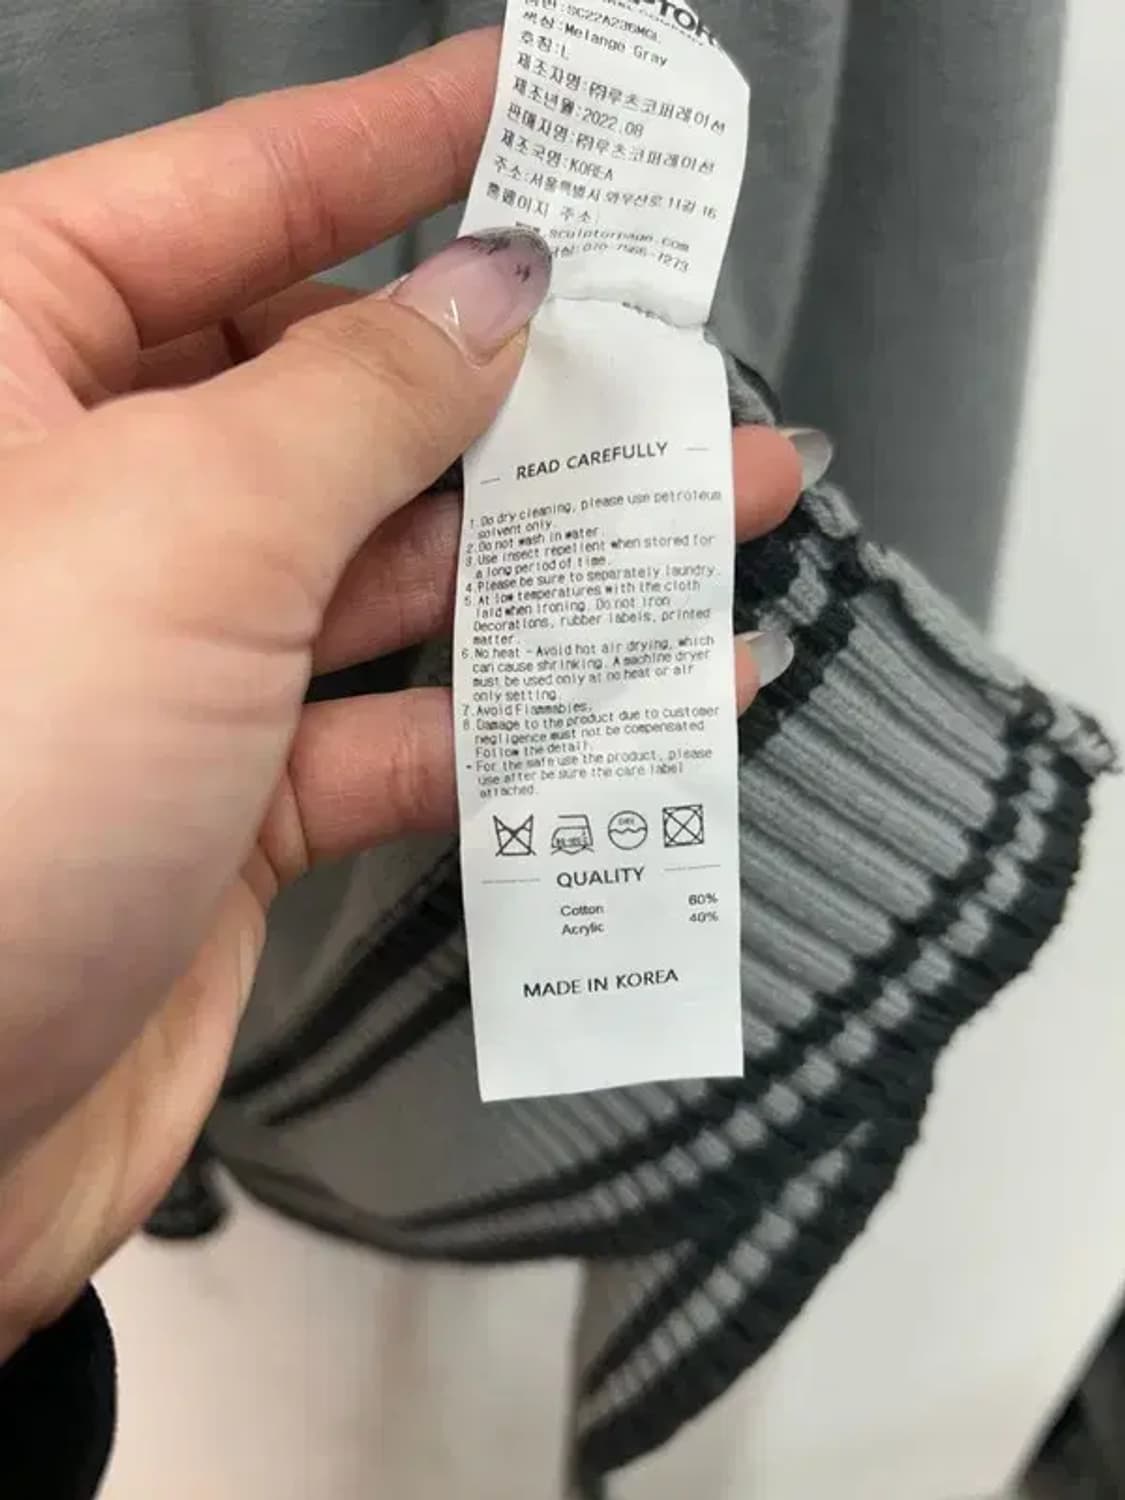 품번:SC22A236MGL
색상:Melange Gray
호칭:L
제조자명:㈜루츠코퍼레이션
제조년월:2022.08
판매자명:㈜루츠코퍼레이션
제조국명:KOREA
주소:서울특별시 와우산로 11길 16
홈페이지 주소:
.sculptorpage.com
070-7566-7273
READ CAREFULLY
1.Do dry cleaning, please use petroleum
solvent only.
2.Do not wash in water.
3.Use insect repellent when stored for
a long period of time.
4.Please be sure to separately laundry.
5.At low temperatures with the cloth
laid when ironing. Do not iron
Decorations, rubber labels, printed
matter.
6.No heat - Avoid hot air drying, which
can cause shrinking. A machine dryer
must be used only at no heat or air
only setting.
7.Avoid Flammables.
8.Damage to the product due to customer
negligence must not be compensated
Follow the detail.
- For the safe use the product, please
use after be sure the care label
attached.
DRY
QUALITY
Cotton 60%
Acrylic 40%
MADE IN KOREA